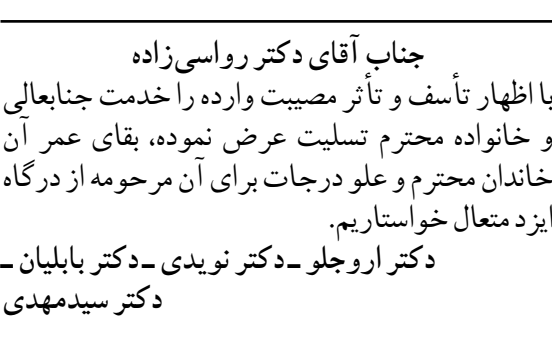 جناب آقای دکتر رواسی‌زاده
با اظهار تأسف و تأثر مصیبت وارده را خدمت جنابعالی
و خانواده محترم تسلیت عرض نموده، بقای عمر آن
خاندان محترم و علو درجات برای آن مرحومه از درگاه
ایزد متعال خواستاریم.
دکتر اروجلو ـ دکتر نویدی ـ دکتر بابلیان ـ
دکتر سیدمهدی